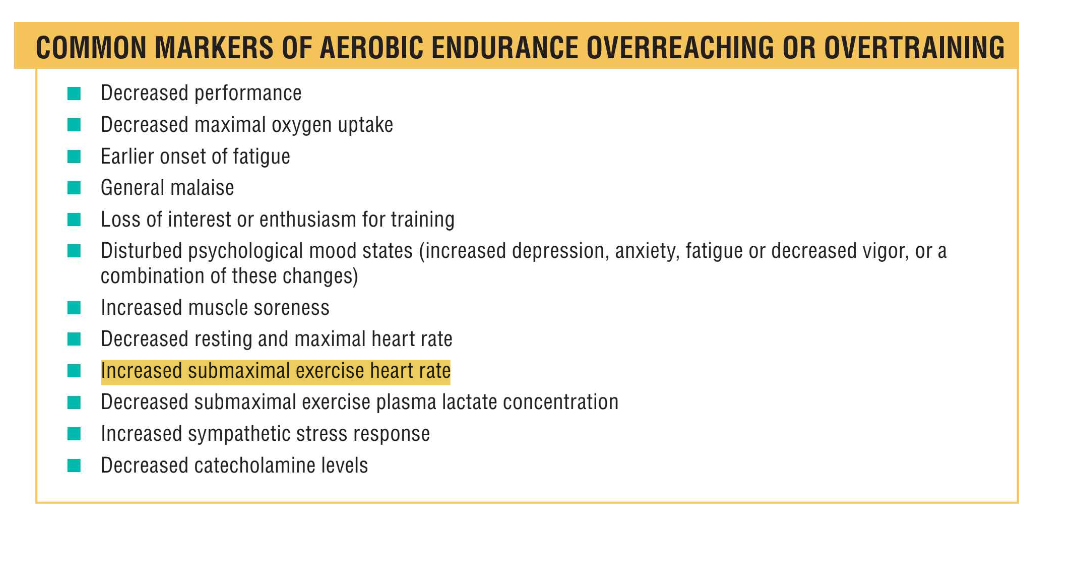 COMMON MARKERS OF AEROBIC ENDURANCE OVERREACHING OR OVERTRAINING
Decreased performance
Decreased maximal oxygen uptake
Earlier onset of fatigue
General malaise
Loss of interest or enthusiasm for training
Disturbed psychological mood states (increased depression, anxiety, fatigue or decreased vigor, or a
combination of these changes)
Increased muscle soreness
Decreased resting and maximal heart rate
Increased submaximal exercise heart rate
Decreased submaximal exercise plasma lactate concentration
Increased sympathetic stress response
Decreased catecholamine levels